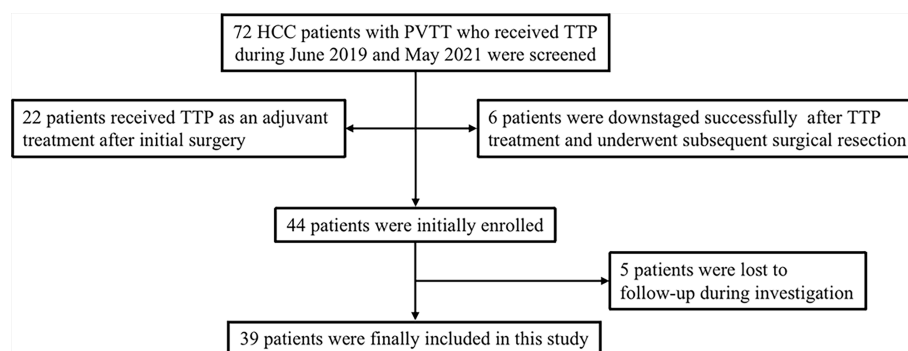 72 HCC patients with PVTT who received TTP
during June 2019 and May 2021 were screened
22 patients received TTP as an adjuvant
treatment after initial surgery
6 patients were downstaged successfully after TTP
treatment and underwent subsequent surgical resection
44 patients were initially enrolled
5 patients were lost to
follow-up during investigation
39 patients were finally included in this study